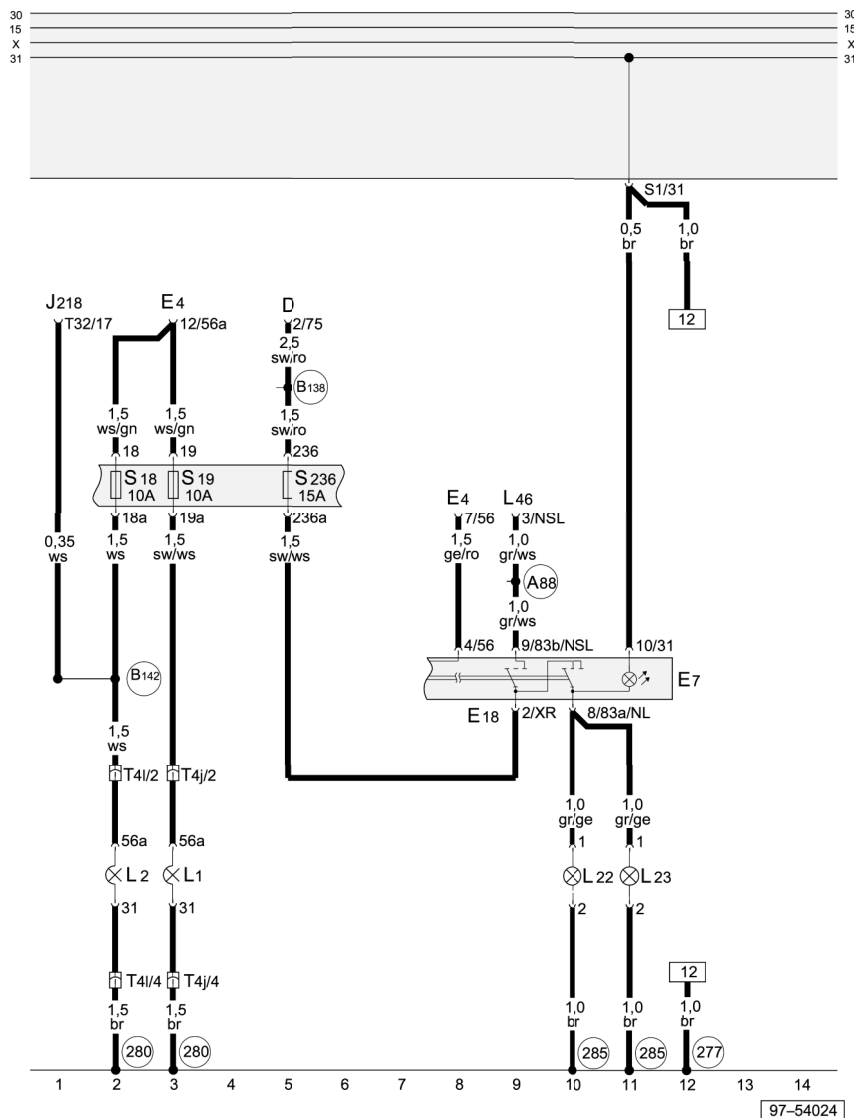 30 30
15 15
X X
31 31
S1/31
0,5 1,0
br br
J218 E4 D
T32/17 12/56a 2/75
12
2,5
sw/ro
B138
1,5 1,5 1,5
ws/gn ws/gn sw/ro
18 19 236
S18 S19 S236
10A 10A 15A
E4 L46
18a 19a 236a
7/56 3/NSL
0,35 1,5 1,5 1,5
ws ws sw/ws sw/ws
1,5 1,0
ge/ro gr/ws
A88
1,0
gr/ws
4/56 9/83b/NSL 10/31
B142
E7
E18 2/XR 8/83a/NL
1,5
ws
T4l/2 T4j/2
1,0 1,0
gr/ge gr/ge
56a 56a
1 1
L2 L1 L22 L23
31 31
2 2
T4l/4 T4j/4
12
1,5 1,5 1,0 1,0 1,0
br br br br br
280 280 285 285 277
1 2 3 4 5 6 7 8 9 10 11 12 13 14
97–54024